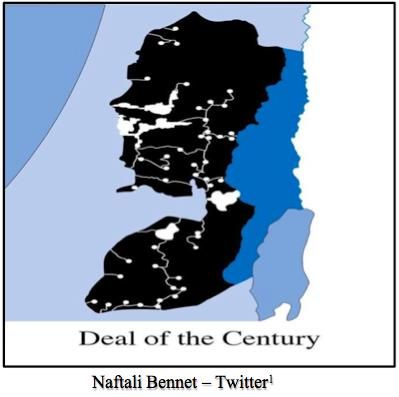 Deal of the Century
Naftali Bennet – Twitter¹